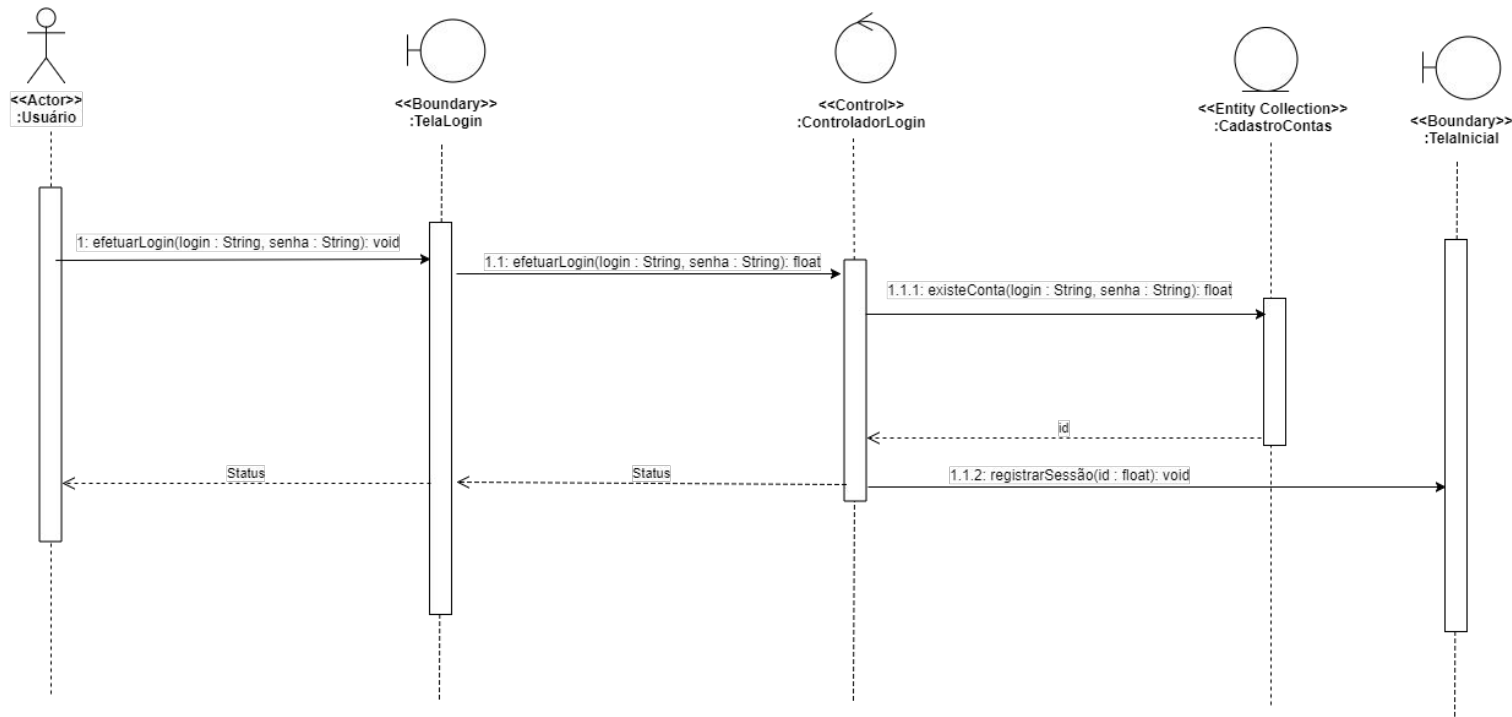 <<Actor>>
:Usuário
<<Boundary>>
:TelaLogin
<<Control>>
:ControladorLogin
<<Entity Collection>>
:CadastroContas
<<Boundary>>
:TelaInicial
1: efetuarLogin(login : String, senha : String): void
1.1: efetuarLogin(login : String, senha : String): float
1.1.1: existeConta(login : String, senha : String): float
id
Status
Status
1.1.2: registrarSessão(id : float): void